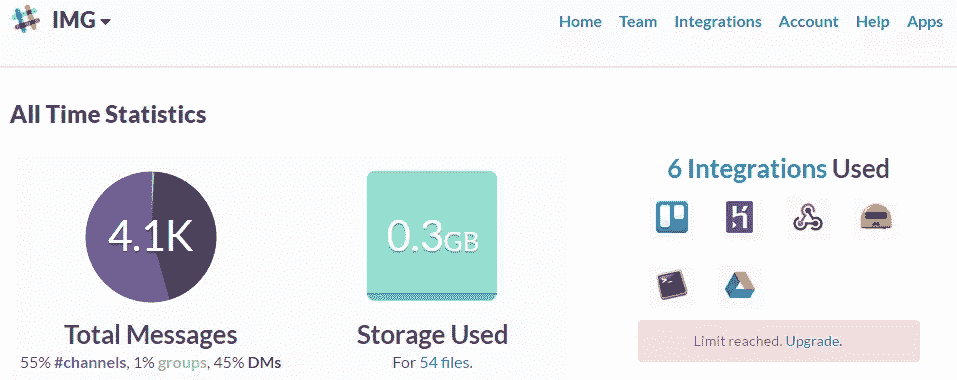 IMG
Home Team Integrations Account Help Apps
All Time Statistics
4.1K
Total Messages
55% #channels, 1% groups, 45% DMs
0.3GB
Storage Used
For 54 files.
6 Integrations Used
Limit reached. Upgrade.